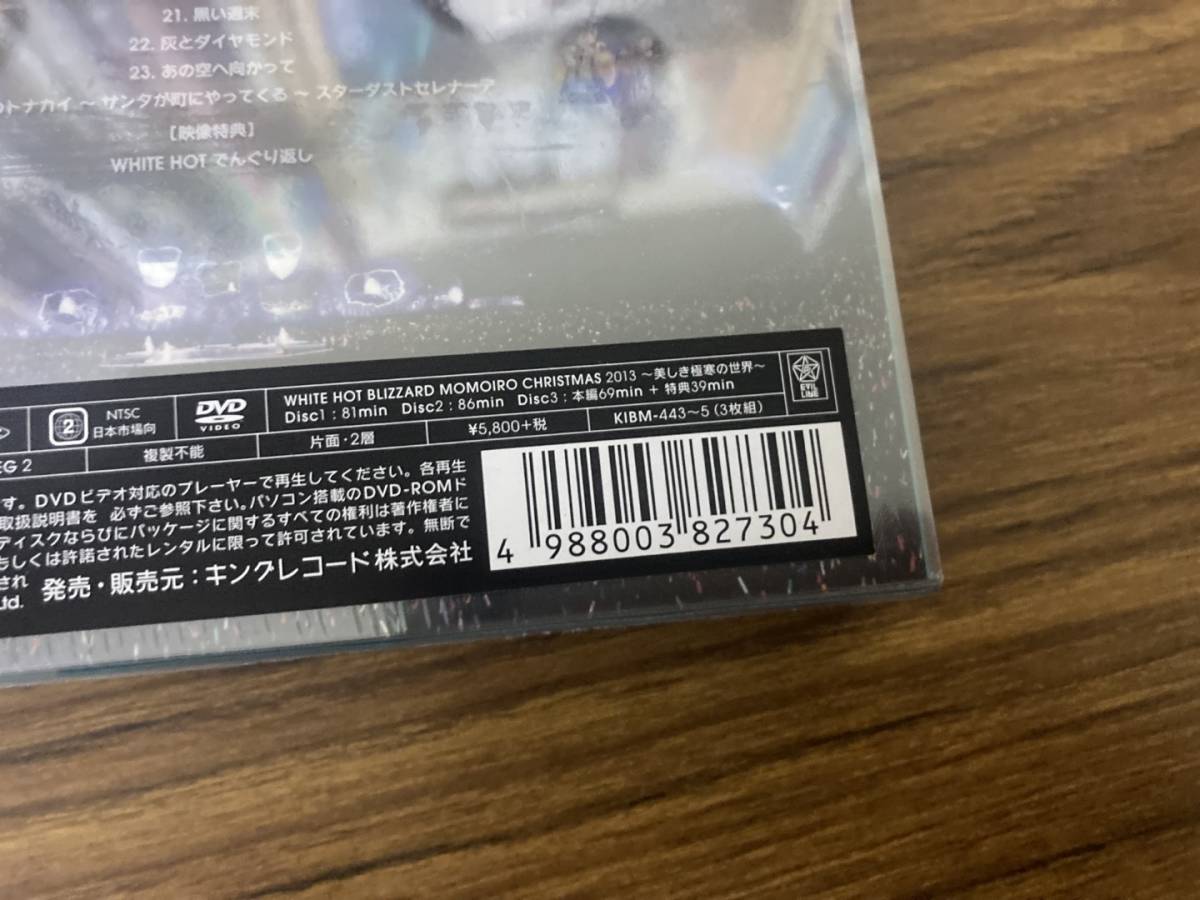 21. 黒い週末
22. 灰とダイヤモンド
23. あの空へ向かって
のトナカイ 〜 サンタが町にやってくる 〜 スターダストセレナーデ
[映像特典]
WHITE HOT でんぐり返し
WHITE HOT BLIZZARD MOMOIRO CHRISTMAS 2013 〜美しき極寒の世界〜
Disc1 : 81min Disc2 : 86min Disc3 : 本編69min + 特典39min
EVIL LINE
2 NTSC 日本市場向
DVD VIDEO
EG 2
複製不能
片面・2層
¥5,800+税
KIBM-443〜5 (3枚組)
す。DVDビデオ対応のプレーヤーで再生してください。各再生
取扱説明書を 必ずご参照下さい。パソコン搭載のDVD-ROMド
ディスクならびにパッケージに関するすべての権利は著作権者に
もしくは許諾されたレンタルに限って許可されています。無断で
され
Ltd. 発売・販売元 : キングレコード株式会社
4 988003 827304